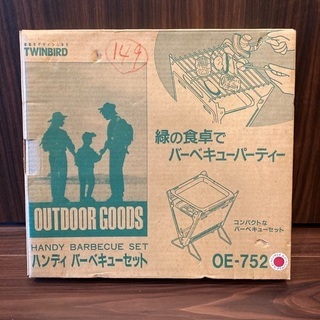 TWINBIRD
149
緑の食卓で
バーベキューパーティー
OUTDOOR GOODS
HANDY BARBECUE SET
ハンディ バーベキューセット
コンパクトな
バーベキューセット
OE-752